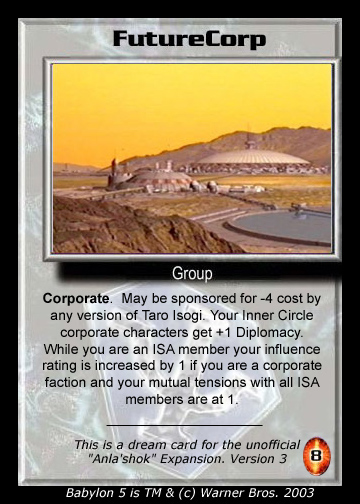 FutureCorp
Group
Corporate. May be sponsored for -4 cost by
any version of Taro Isogi. Your Inner Circle
corporate characters get +1 Diplomacy.
While you are an ISA member your influence
rating is increased by 1 if you are a corporate
faction and your mutual tensions with all ISA
members are at 1.
This is a dream card for the unofficial
"Anla'shok" Expansion. Version 3
8
Babylon 5 is TM & (c) Warner Bros. 2003